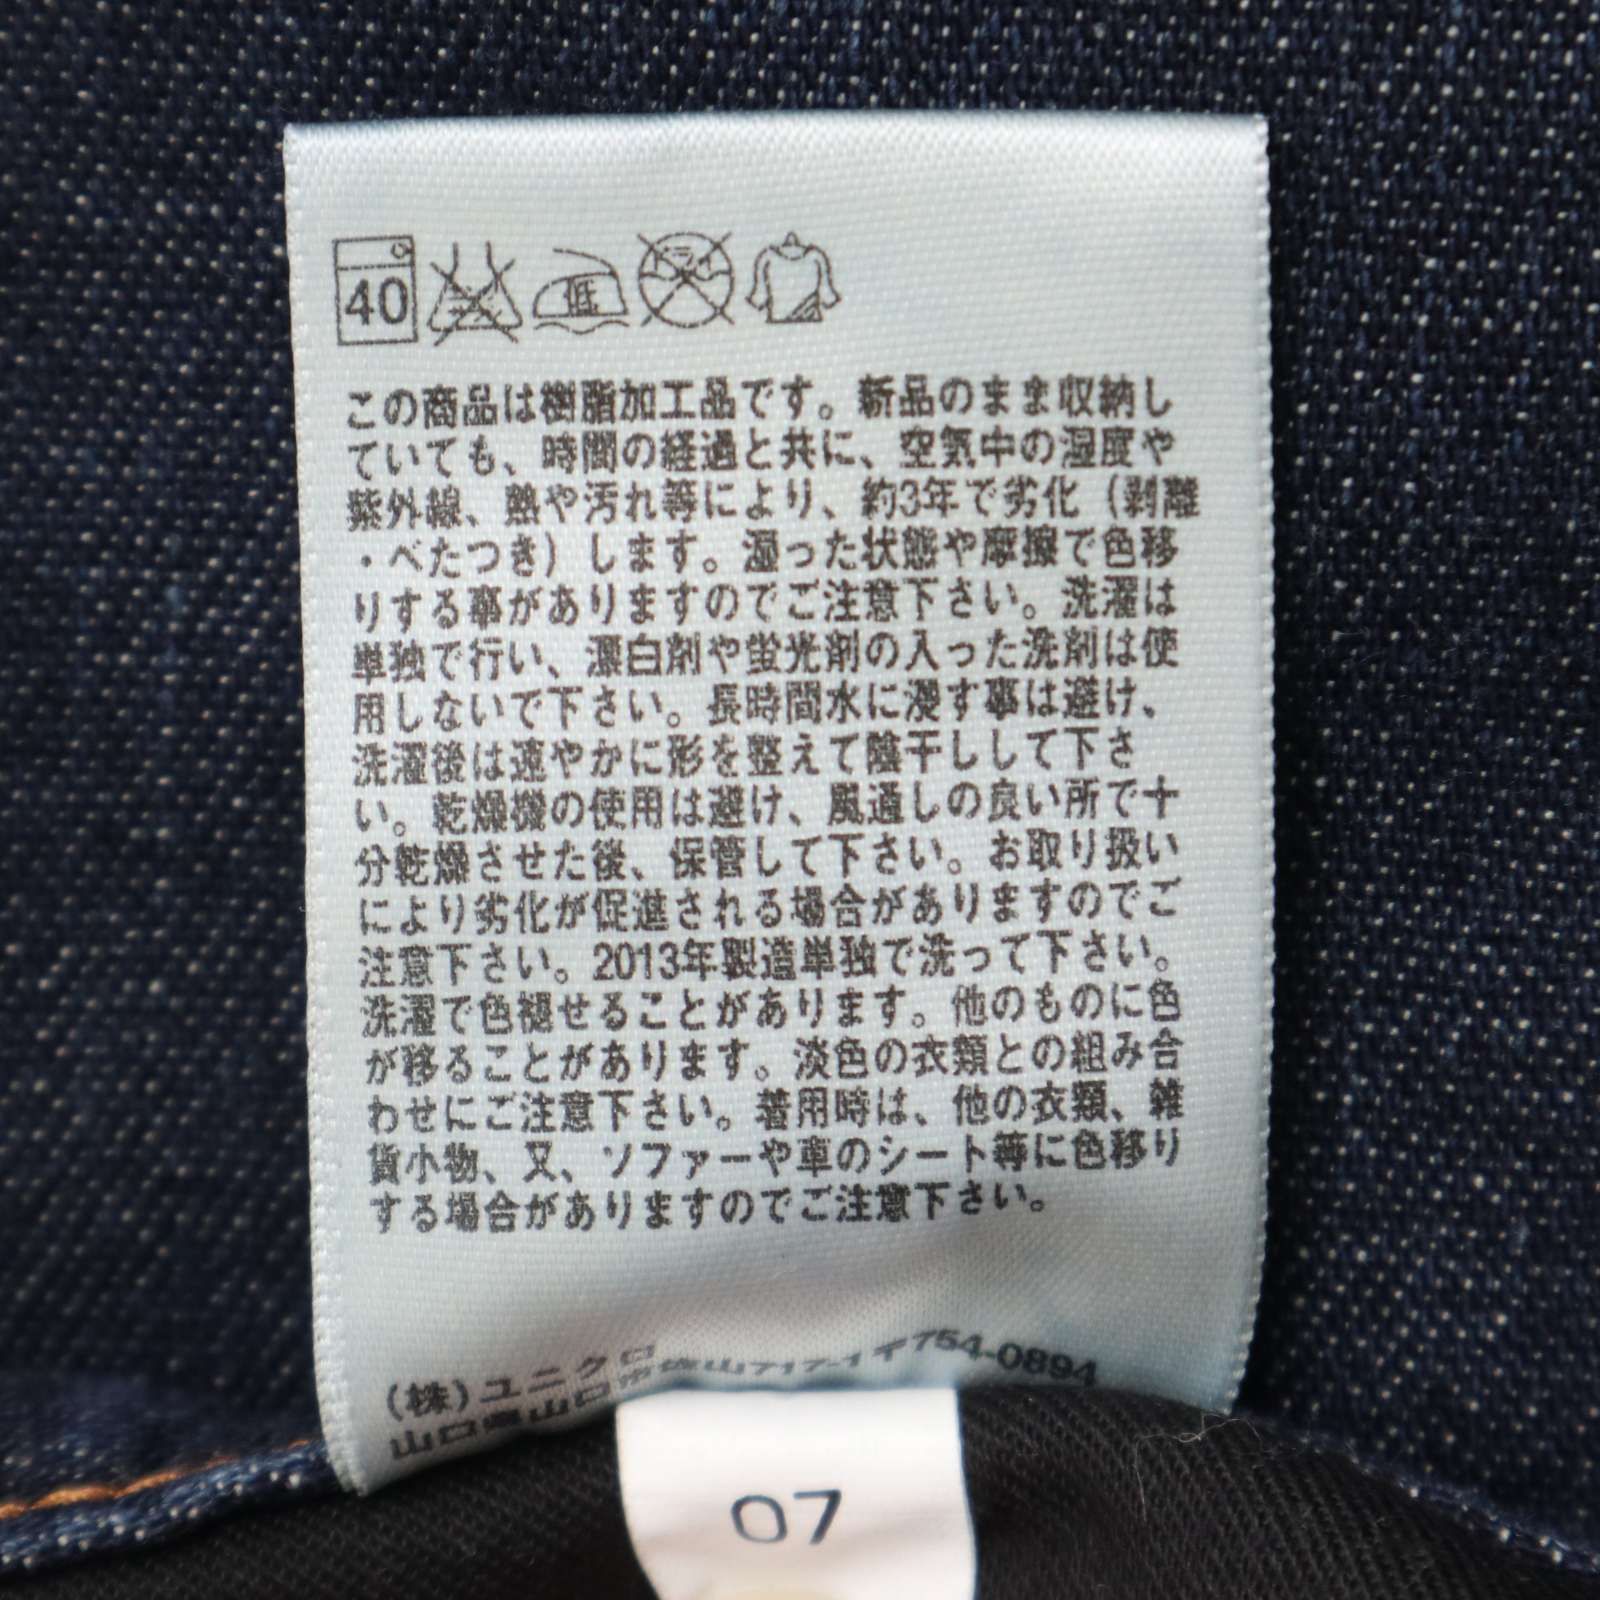 40 低
この商品は樹脂加工品です。新品のまま収納し
ていても、時間の経過と共に、空気中の湿度や
紫外線、熱や汚れ等により、約3年で劣化（剥離
・べたつき）します。湿った状態や摩擦で色移
りする事がありますのでご注意下さい。洗濯は
単独で行い、漂白剤や蛍光剤の入った洗剤は使
用しないで下さい。長時間水に浸す事は避け、
洗濯後は速やかに形を整えて陰干しして下さ
い。乾燥機の使用は避け、風通しの良い所で十
分乾燥させた後、保管して下さい。お取り扱い
により劣化が促進される場合がありますのでご
注意下さい。2013年製造単独で洗って下さい。
洗濯で色褪せることがあります。他のものに色
が移ることがあります。淡色の衣類との組み合
わせにご注意下さい。着用時は、他の衣類、雑
貨小物、又、ソファーや車のシート等に色移り
する場合がありますのでご注意下さい。
(株)ユニクロ 〒754-0894
山口県山口市佐山717-1
07